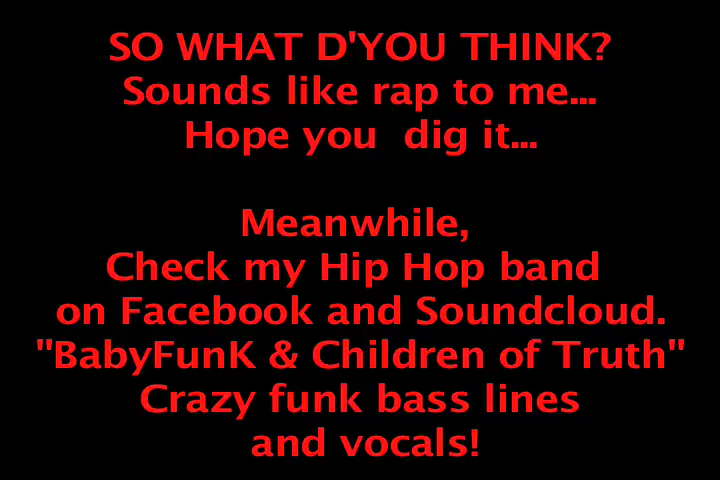 SO WHAT D'YOU THINK?
Sounds like rap to me...
Hope you  dig it...
Meanwhile,
Check my Hip Hop band
on Facebook and Soundcloud.
"BabyFunK & Children of Truth"
Crazy funk bass lines
and vocals!